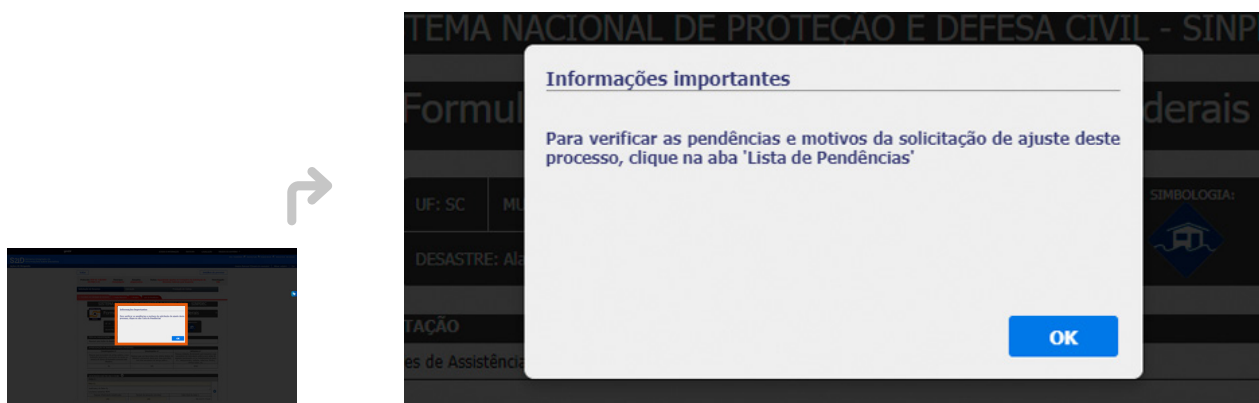 TEMA NACIONAL DE PROTEÇÃO E DEFESA CIVIL - SINP
Informações importantes
Formul
derais
Para verificar as pendências e motivos da solicitação de ajuste deste
processo, clique na aba 'Lista de Pendências'
UF: SC
MU
SIMBOLOGIA:
DESASTRE: Ala
TAÇÃO
OK
es de Assistência